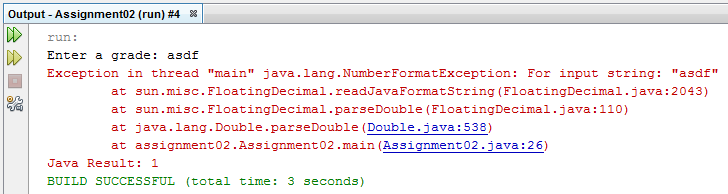 Output - Assignment02 (run) #4
run:
Enter a grade: asdf
Exception in thread "main" java.lang.NumberFormatException: For input string: "asdf"
at sun.misc.FloatingDecimal.readJavaFormatString(FloatingDecimal.java:2043)
at sun.misc.FloatingDecimal.parseDouble(FloatingDecimal.java:110)
at java.lang.Double.parseDouble(Double.java:538)
at assignment02.Assignment02.main(Assignment02.java:26)
Java Result: 1
BUILD SUCCESSFUL (total time: 3 seconds)